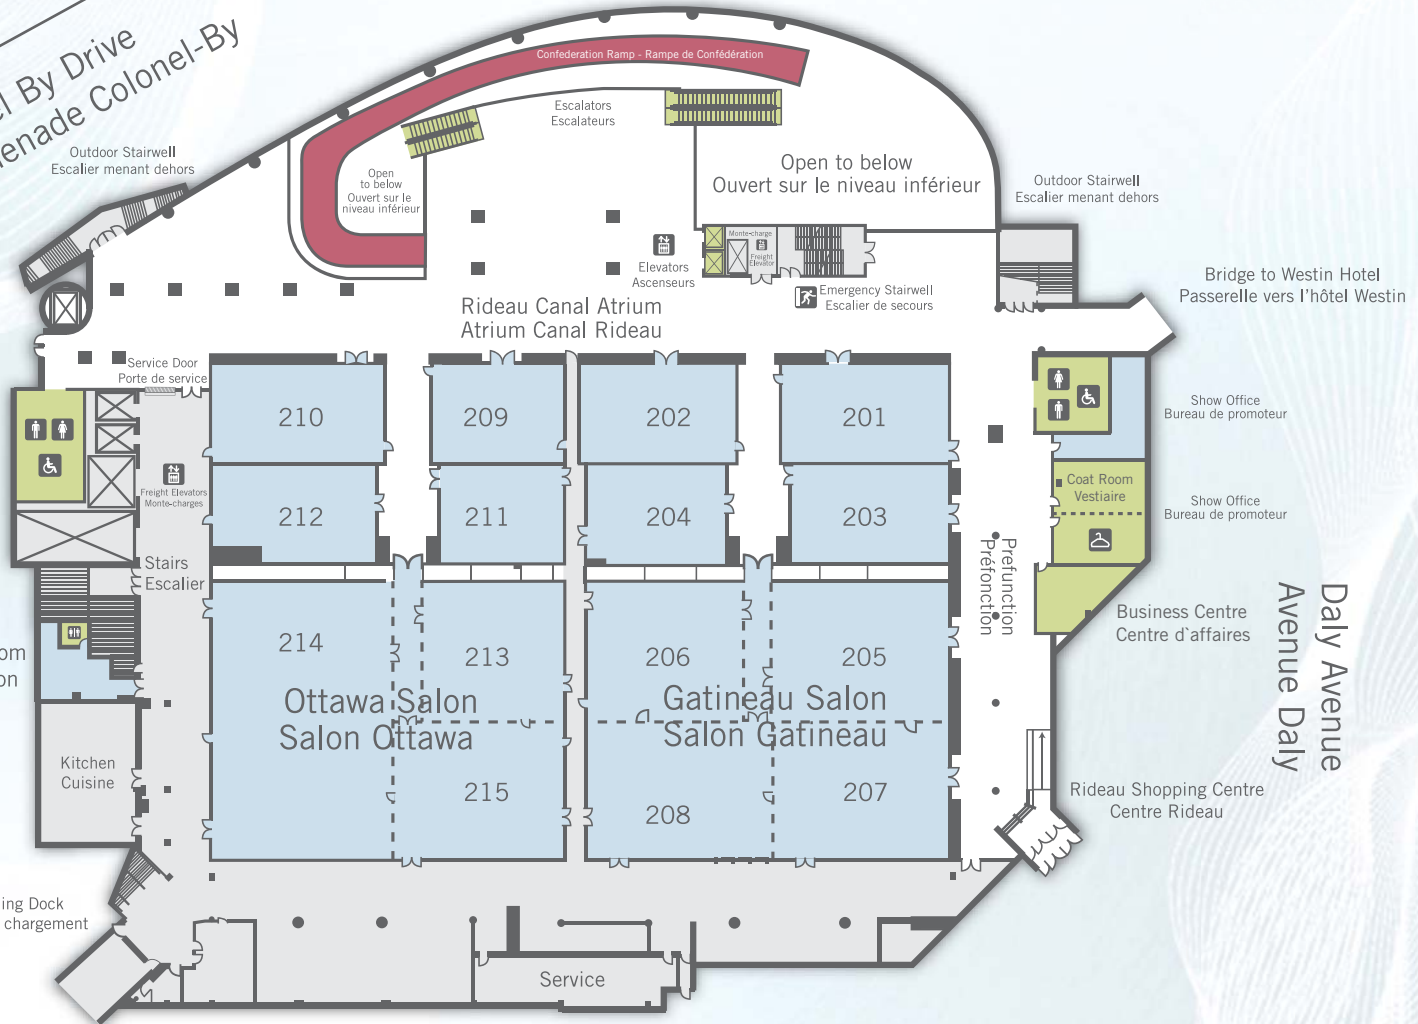 By Drive
Colonel-By
Confederation Ramp - Rampe de Confédération
Escalators
Escalateurs
Outdoor Stairwell
Escalier menant dehors
Open
to below
Ouvert sur le
niveau inférieur
Open to below
Ouvert sur le niveau inférieur
Outdoor Stairwell
Escalier menant dehors
Monte-charge
Freight
Elevator
Elevators
Ascenseurs
Emergency Stairwell
Escalier de secours
Bridge to Westin Hotel
Passerelle vers l'hôtel Westin
Rideau Canal Atrium
Atrium Canal Rideau
Service Door
Porte de service
Show Office
Bureau de promoteur
210
209
202
201
Freight Elevators
Monte-charges
Coat Room
Vestiaire
Show Office
Bureau de promoteur
212
211
204
203
Stairs
Escalier
Prefunction
Préfonction
Business Centre
Centre d`affaires
Daly Avenue
Avenue Daly
214
213
206
205
Ottawa Salon
Salon Ottawa
Gatineau Salon
Salon Gatineau
Kitchen
Cuisine
215
208
207
Rideau Shopping Centre
Centre Rideau
Dock
chargement
Service